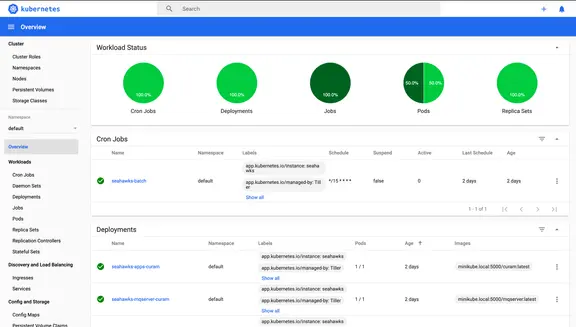 kubernetes
Search
Overview
Cluster
Cluster Roles
Namespaces
Nodes
Persistent Volumes
Storage Classes
Namespace
default
Overview
Workloads
Cron Jobs
Daemon Sets
Deployments
Jobs
Pods
Replica Sets
Replication Controllers
Stateful Sets
Discovery and Load Balancing
Ingresses
Services
Config and Storage
Config Maps
Persistent Volume Claims
Workload Status
100.0%
100.0%
100.0%
50.0% 50.0%
100.0%
Cron Jobs
Deployments
Jobs
Pods
Replica Sets
Cron Jobs
Name Namespace Labels Schedule Suspend Active Last Schedule Age
seahawks-batch default app.kubernetes.io/instance: seaha
wks
app.kubernetes.io/managed-by: Till
er
Show all
*/15 * * * * false 0 2 days 2 days
1 - 1 of 1
Deployments
Name Namespace Labels Pods Age Images
seahawks-apps-curam default app.kubernetes.io/instance: seahawks
app.kubernetes.io/managed-by: Tiller
Show all
1 / 1 2 days minikube.local:5000/curam:latest
seahawks-mqserver-curam default app.kubernetes.io/instance: seahawks
app.kubernetes.io/managed-by: Tiller
Show all
1 / 1 2 days minikube.local:5000/mqserver:latest
app.kubernetes.io/instance: seahawks